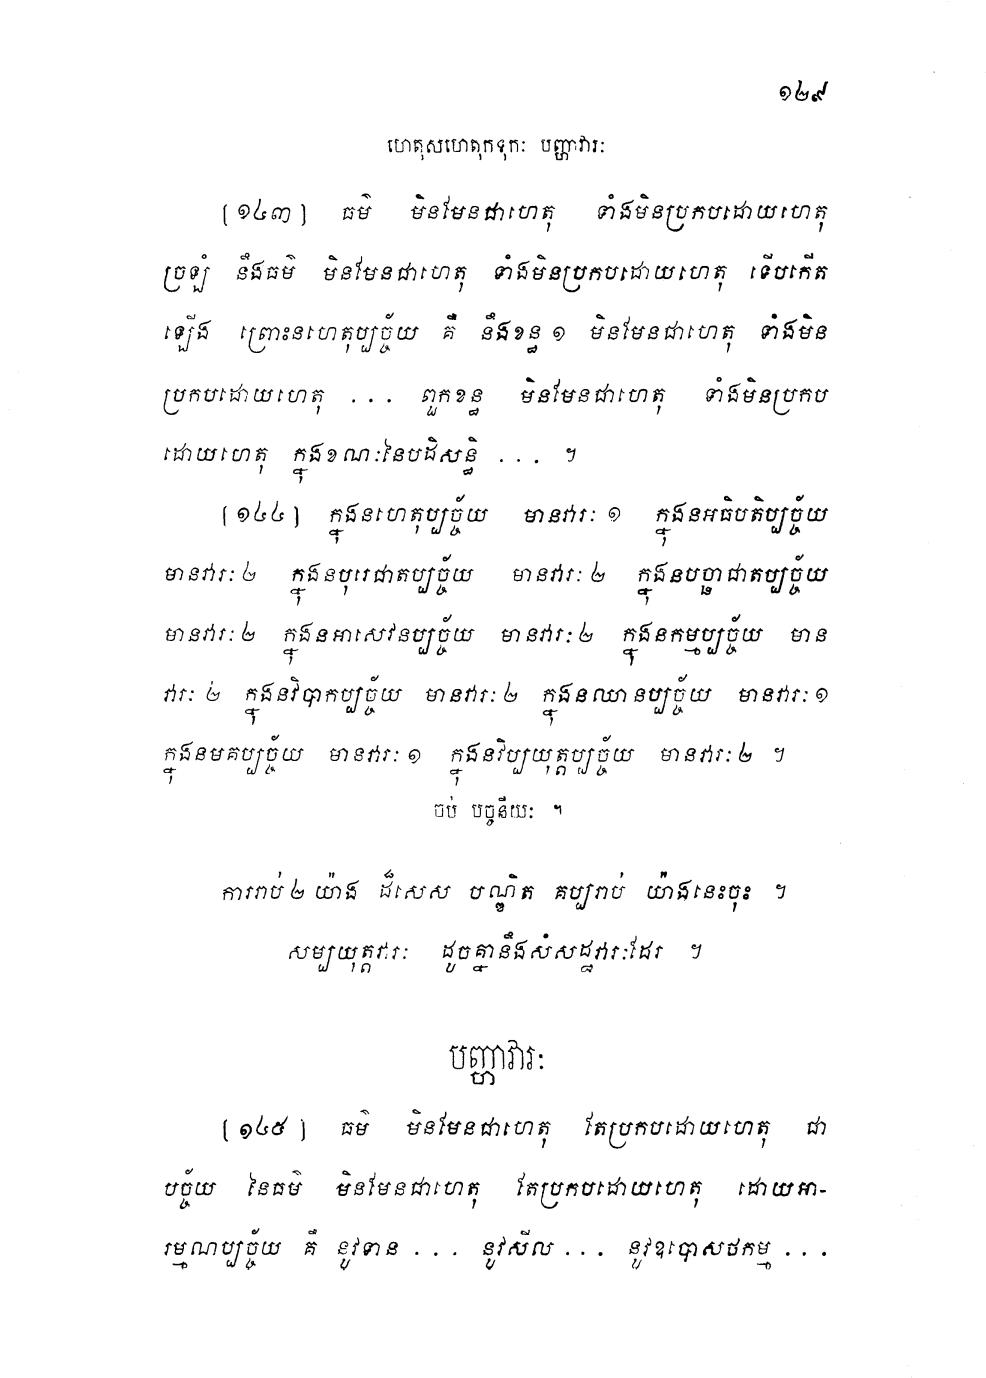 ១២៩
ហេតុសហេតុកទុកៈ បញ្ហាវារៈ
[១៤៣] ធម៌ មិនមែនជាហេតុ ទាំងមិនប្រកបដោយហេតុ
ច្រឡំ នឹងធម៌ មិនមែនជាហេតុ ទាំងមិនប្រកបដោយហេតុ ទើបកើត
ឡើង ព្រោះនហេតុប្បច្ច័យ គឺ នឹងខន្ធ ១ មិនមែនជាហេតុ ទាំងមិន
ប្រកបដោយហេតុ ... ពួកខន្ធ មិនមែនជាហេតុ ទាំងមិនប្រកប
ដោយហេតុ ក្នុងខណៈនៃបដិសន្ធិ ... ។
[១៤៤] ក្នុងនហេតុប្បច្ច័យ មានវារៈ ១ ក្នុងនអធិបតិប្បច្ច័យ
មានវារៈ ២ ក្នុងនបុរេជាតប្បច្ច័យ មានវារៈ ២ ក្នុងនបច្ឆាជាតប្បច្ច័យ
មានវារៈ ២ ក្នុងនអាសេវនប្បច្ច័យ មានវារៈ ២ ក្នុងនកម្មប្បច្ច័យ មាន
វារៈ ២ ក្នុងនវិបាកប្បច្ច័យ មានវារៈ ២ ក្នុងនឈានប្បច្ច័យ មានវារៈ ១
ក្នុងនមគប្បច្ច័យ មានវារៈ ១ ក្នុងនវិប្បយុត្តប្បច្ច័យ មានវារៈ ២ ។
ចប់ បច្ចនីយៈ ។
ការរាប់ ២ យ៉ាង ដ៏សេស បណ្ឌិត គប្បរាប់ យ៉ាងនេះចុះ ។
សម្បយុត្តវារៈ ដូចគ្នានឹងសំសដ្ឋវារៈដែរ ។
បញ្ហាវារៈ
[១៤៥] ធម៌ មិនមែនជាហេតុ តែប្រកបដោយហេតុ ជា
បច្ច័យ នៃធម៌ មិនមែនជាហេតុ តែប្រកបដោយហេតុ ដោយអា-
រម្មណប្បច្ច័យ គឺ នូវទាន ... នូវសីល ... នូវឧបោសថកម្ម ...